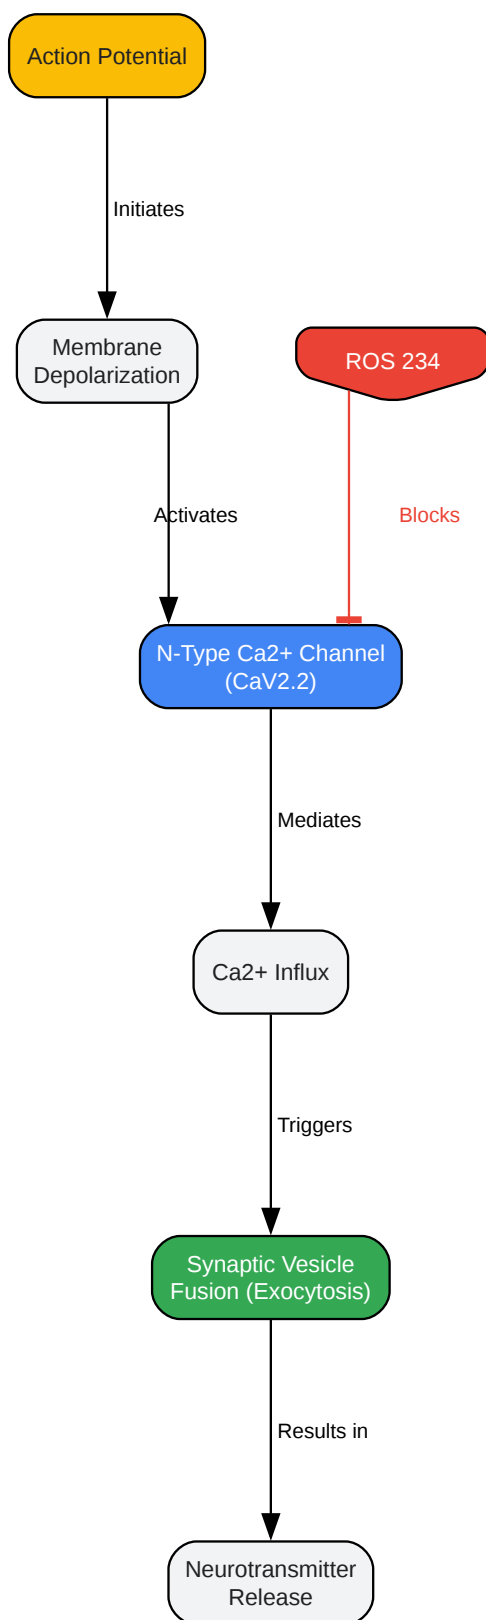 Action Potential
Initiates
Membrane
Depolarization
ROS 234
Activates
Blocks
N-Type Ca2+ Channel
(CaV2.2)
Mediates
Ca2+ Influx
Triggers
Synaptic Vesicle
Fusion (Exocytosis)
Results in
Neurotransmitter
Release